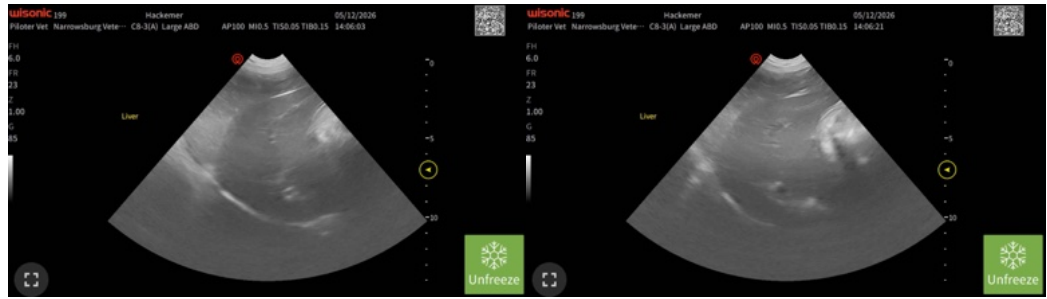 wisonic 199 Hackemer 05/12/2026
Piloter Vet Narrowsburg Vete··· C8-3(A) Large ABD AP100 MI0.5 TIS0.05 TIB0.15 14:06:03
FH
6.0
FR
23
Z
1.00
G
85
Liver
0
5
10
Unfreeze
wisonic 199 Hackemer 05/12/2026
Piloter Vet Narrowsburg Vete··· C8-3(A) Large ABD AP100 MI0.5 TIS0.05 TIB0.15 14:06:21
FH
6.0
FR
23
Z
1.00
G
85
Liver
0
5
10
Unfreeze